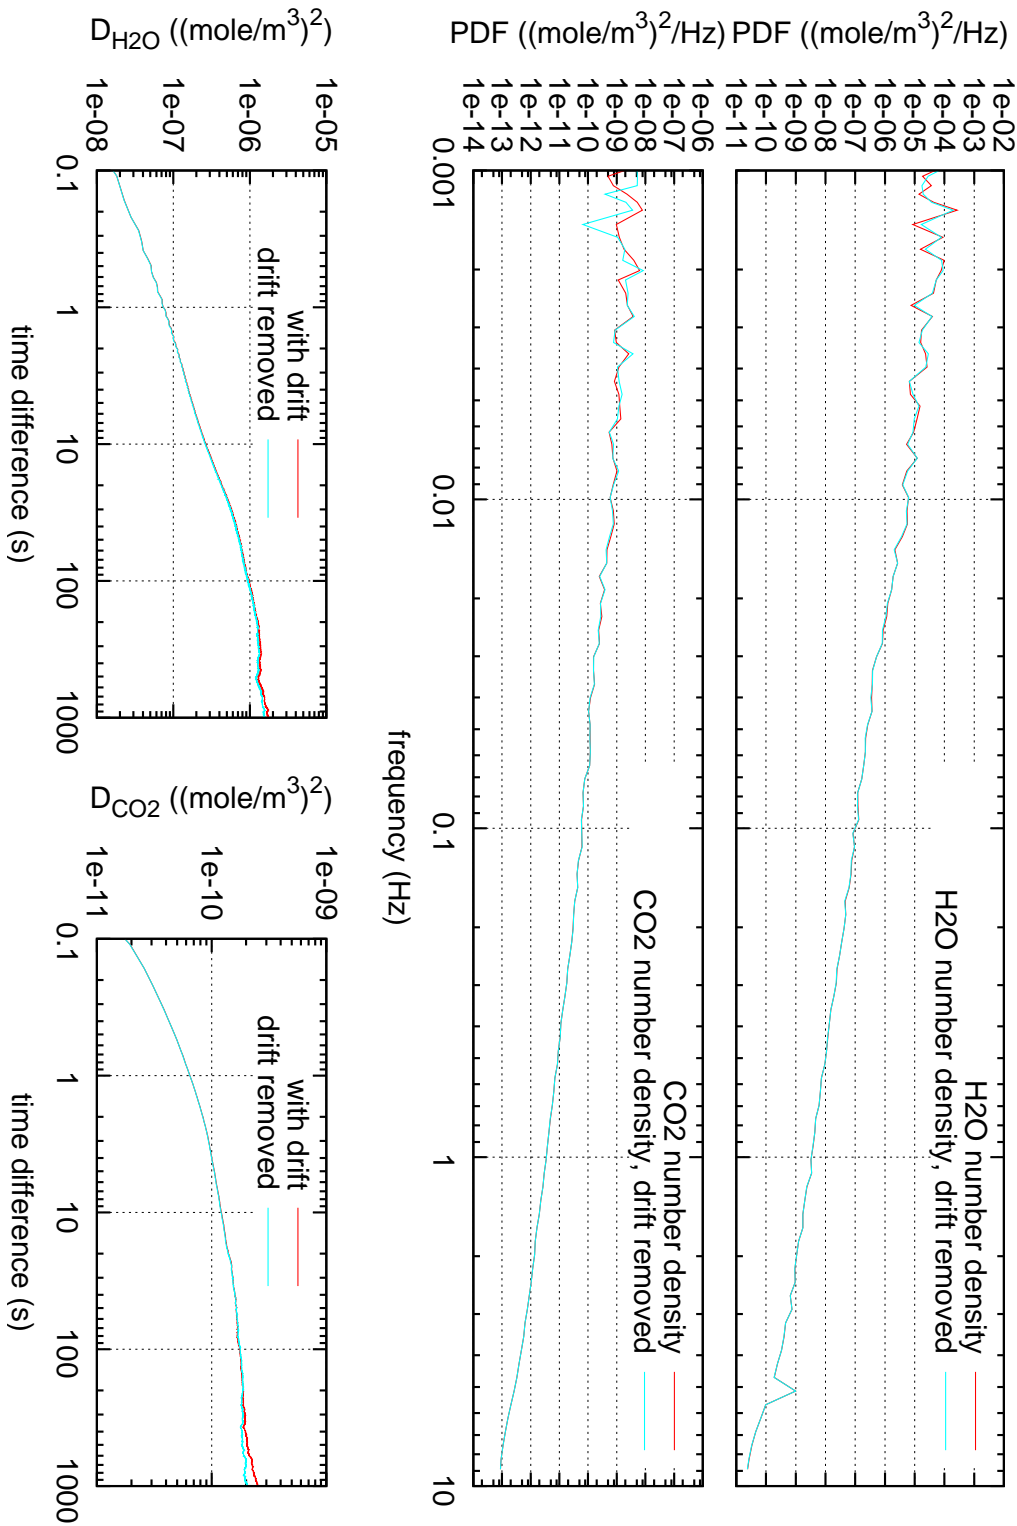 PDF ((mole/m3)2/Hz)
1e-02
1e-03
1e-04
1e-05
1e-06
1e-07
1e-08
1e-09
1e-10
1e-11
H2O number density
H2O number density, drift removed
PDF ((mole/m3)2/Hz)
1e-06
1e-07
1e-08
1e-09
1e-10
1e-11
1e-12
1e-13
1e-14
CO2 number density
CO2 number density, drift removed
0.001 0.01 0.1 1 10
frequency (Hz)
DH2O ((mole/m3)2)
1e-05
1e-06
1e-07
1e-08
with drift
drift removed
0.1 1 10 100 1000
time difference (s)
DCO2 ((mole/m3)2)
1e-09
1e-10
1e-11
with drift
drift removed
0.1 1 10 100 1000
time difference (s)